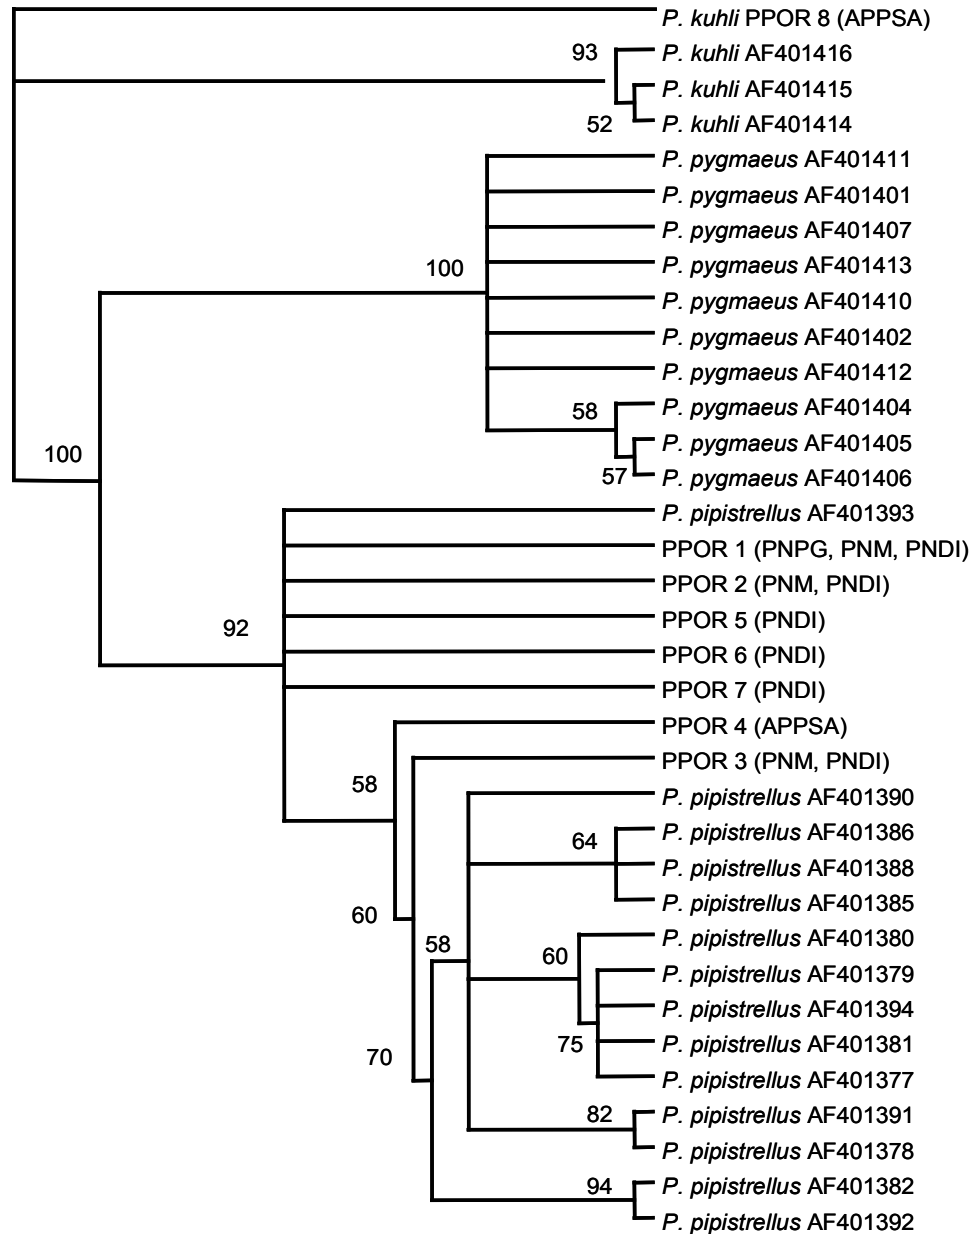 P. kuhli PPOR 8 (APPSA)
93
P. kuhli AF401416
P. kuhli AF401415
52
P. kuhli AF401414
P. pygmaeus AF401411
P. pygmaeus AF401401
P. pygmaeus AF401407
100
P. pygmaeus AF401413
P. pygmaeus AF401410
P. pygmaeus AF401402
P. pygmaeus AF401412
58
P. pygmaeus AF401404
P. pygmaeus AF401405
100
57
P. pygmaeus AF401406
P. pipistrellus AF401393
PPOR 1 (PNPG, PNM, PNDI)
PPOR 2 (PNM, PNDI)
PPOR 5 (PNDI)
92
PPOR 6 (PNDI)
PPOR 7 (PNDI)
PPOR 4 (APPSA)
PPOR 3 (PNM, PNDI)
58
P. pipistrellus AF401390
P. pipistrellus AF401386
64
P. pipistrellus AF401388
P. pipistrellus AF401385
60
P. pipistrellus AF401380
58
60
P. pipistrellus AF401379
P. pipistrellus AF401394
P. pipistrellus AF401381
75
70
P. pipistrellus AF401377
P. pipistrellus AF401391
82
P. pipistrellus AF401378
P. pipistrellus AF401382
94
P. pipistrellus AF401392